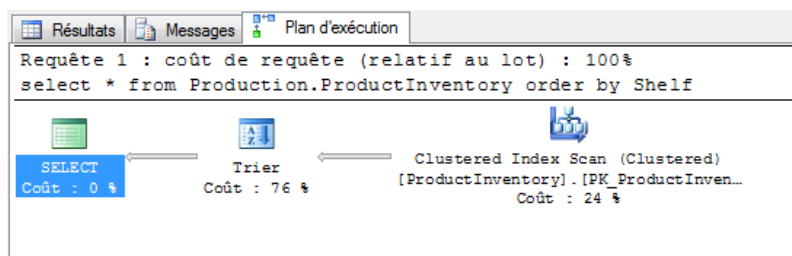 Résultats Messages Plan d'exécution
Requête 1 : coût de requête (relatif au lot) : 100%
select * from Production.ProductInventory order by Shelf
SELECT
Coût : 0 %
Trier
Coût : 76 %
Clustered Index Scan (Clustered)
[ProductInventory].[PK_ProductInven…
Coût : 24 %